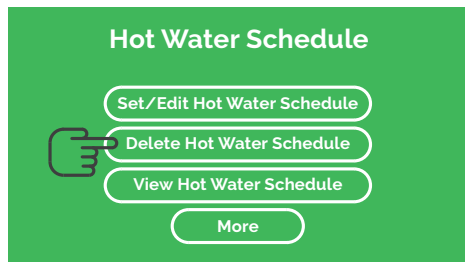 Hot Water Schedule
Set/Edit Hot Water Schedule
Delete Hot Water Schedule
View Hot Water Schedule
More